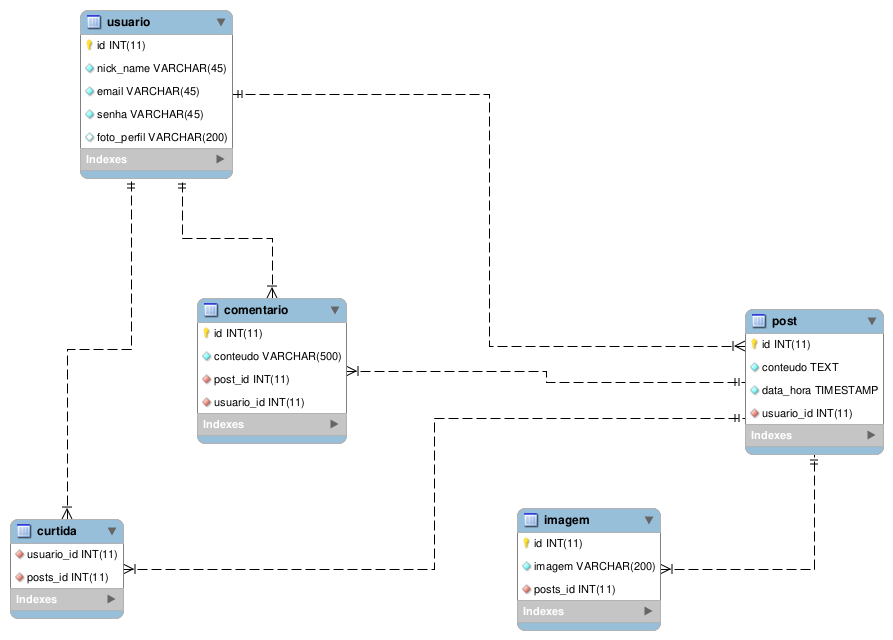 usuario
id INT(11)
nick_name VARCHAR(45)
email VARCHAR(45)
senha VARCHAR(45)
foto_perfil VARCHAR(200)
Indexes
comentario
id INT(11)
conteudo VARCHAR(500)
post_id INT(11)
usuario_id INT(11)
Indexes
post
id INT(11)
conteudo TEXT
data_hora TIMESTAMP
usuario_id INT(11)
Indexes
curtida
usuario_id INT(11)
posts_id INT(11)
Indexes
imagem
id INT(11)
imagem VARCHAR(200)
posts_id INT(11)
Indexes